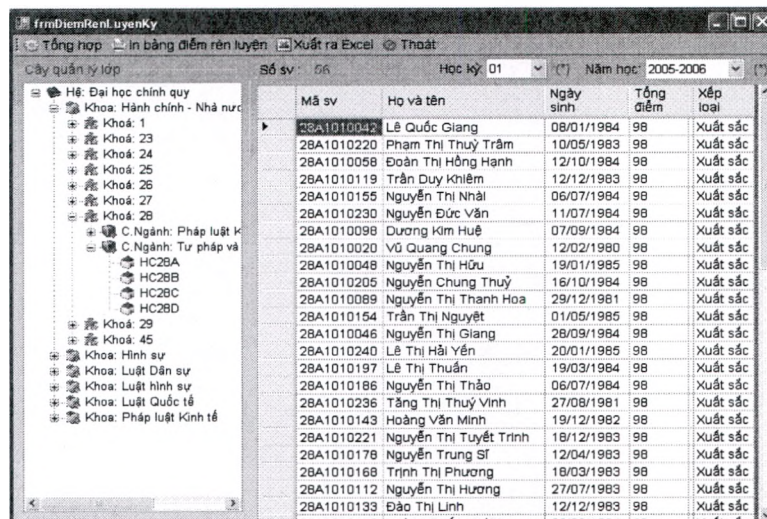 frmDiemRenLuyenKy
Tổng hợp In bảng điểm rèn luyện Xuất ra Excel Thoát
Cây quản lý lớp Số sv : 56 Học kỳ: 01 (*) Năm học: 2005-2006 (*)
Hệ: Đại học chính quy
Khoa: Hành chính - Nhà nước
Khoá: 1
Khoá: 23
Khoá: 24
Khoá: 25
Khoá: 26
Khoá: 27
Khoá: 28
C.Ngành: Pháp luật K
C.Ngành: Tư pháp và
HC28A
HC28B
HC28C
HC28D
Khoá: 29
Khoá: 45
Khoa: Hình sự
Khoa: Luật Dân sự
Khoa: Luật hình sự
Khoa: Luật Quốc tế
Khoa: Pháp luật Kinh tế
Mã sv Họ và tên Ngày sinh Tổng điểm Xếp loại
28A1010042 Lê Quốc Giang 08/01/1984 98 Xuất sắc
28A1010220 Phạm Thị Thuỳ Trâm 10/05/1983 98 Xuất sắc
28A1010058 Đoàn Thị Hồng Hạnh 12/10/1984 98 Xuất sắc
28A1010119 Trần Duy Khiêm 12/12/1983 98 Xuất sắc
28A1010155 Nguyễn Thị Nhài 06/07/1984 98 Xuất sắc
28A1010230 Nguyễn Đức Văn 11/07/1984 98 Xuất sắc
28A1010098 Dương Kim Huệ 07/09/1984 98 Xuất sắc
28A1010020 Vũ Quang Chung 12/02/1980 98 Xuất sắc
28A1010048 Nguyễn Thị Hữu 19/01/1985 98 Xuất sắc
28A1010205 Nguyễn Chung Thuỷ 16/10/1984 98 Xuất sắc
28A1010089 Nguyễn Thị Thanh Hoa 29/12/1981 98 Xuất sắc
28A1010154 Trần Thị Nguyệt 01/05/1985 98 Xuất sắc
28A1010046 Nguyễn Thị Giang 28/09/1984 98 Xuất sắc
28A1010240 Lê Thị Hải Yến 20/01/1985 98 Xuất sắc
28A1010197 Lê Thị Thuấn 19/03/1984 98 Xuất sắc
28A1010186 Nguyễn Thị Thảo 06/07/1984 98 Xuất sắc
28A1010236 Tăng Thị Thuý Vinh 27/08/1981 98 Xuất sắc
28A1010143 Hoàng Văn Minh 19/12/1982 98 Xuất sắc
28A1010221 Nguyễn Thị Tuyết Trinh 18/12/1983 98 Xuất sắc
28A1010178 Nguyễn Trung Sĩ 12/04/1983 98 Xuất sắc
28A1010168 Trịnh Thị Phương 18/03/1983 98 Xuất sắc
28A1010112 Nguyễn Thị Hương 27/07/1983 98 Xuất sắc
28A1010133 Đào Thị Linh 12/12/1983 98 Xuất sắc